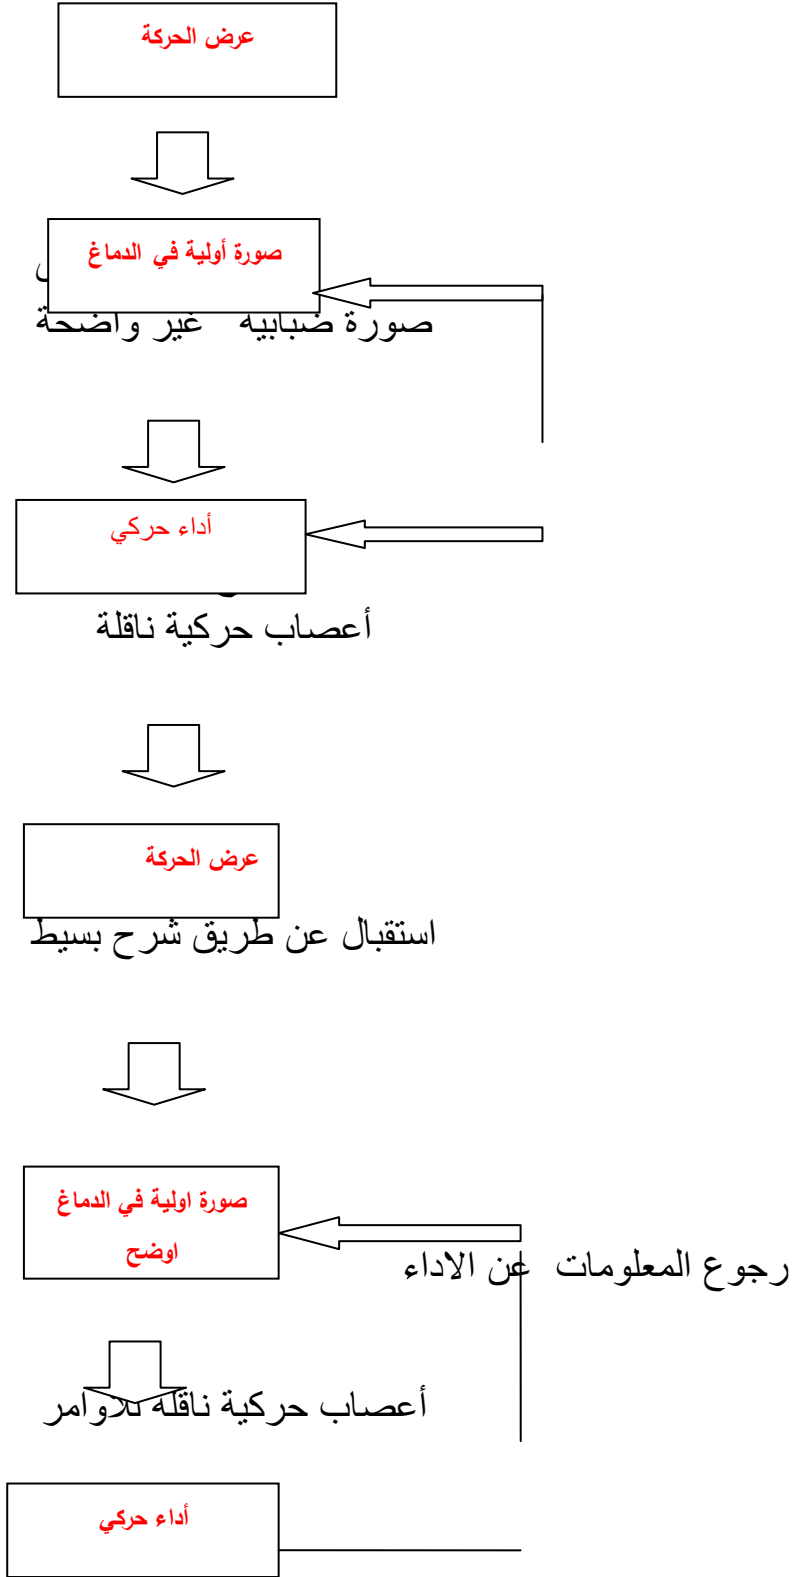 عرض الحركة
صورة أولية في الدماغ
صورة ضبابية غير واضحة
أداء حركي
أعصاب حركية ناقلة
عرض الحركة
استقبال عن طريق شرح بسيط
صورة اولية في الدماغ
اوضح
رجوع المعلومات عن الاداء
أعصاب حركية ناقلة للاوامر
أداء حركي